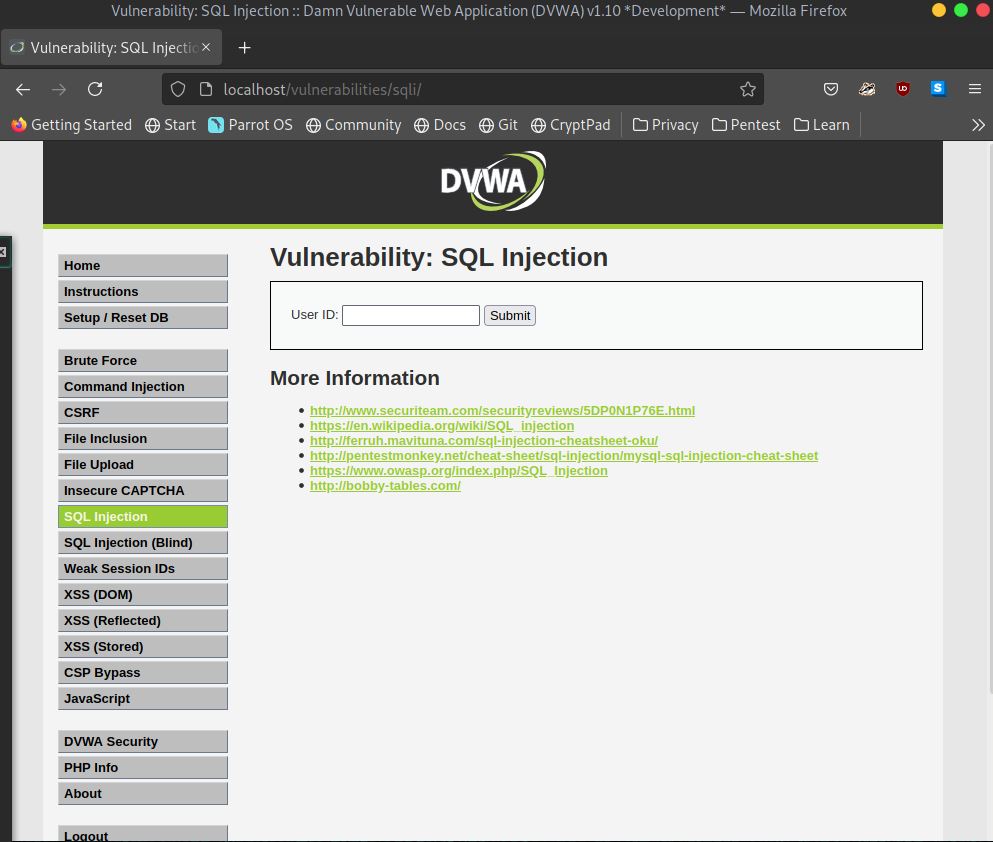 Vulnerability: SQL Injection :: Damn Vulnerable Web Application (DVWA) v1.10 *Development* — Mozilla Firefox
Vulnerability: SQL Injectio
localhost/vulnerabilities/sqli/
Getting Started Start Parrot OS Community Docs Git CryptPad Privacy Pentest Learn
DVWA
Home
Instructions
Setup / Reset DB
Brute Force
Command Injection
CSRF
File Inclusion
File Upload
Insecure CAPTCHA
SQL Injection
SQL Injection (Blind)
Weak Session IDs
XSS (DOM)
XSS (Reflected)
XSS (Stored)
CSP Bypass
JavaScript
DVWA Security
PHP Info
About
Logout
Vulnerability: SQL Injection
User ID: Submit
More Information
http://www.securiteam.com/securityreviews/5DP0N1P76E.html
https://en.wikipedia.org/wiki/SQL_injection
http://ferruh.mavituna.com/sql-injection-cheatsheet-oku/
http://pentestmonkey.net/cheat-sheet/sql-injection/mysql-sql-injection-cheat-sheet
https://www.owasp.org/index.php/SQL_Injection
http://bobby-tables.com/